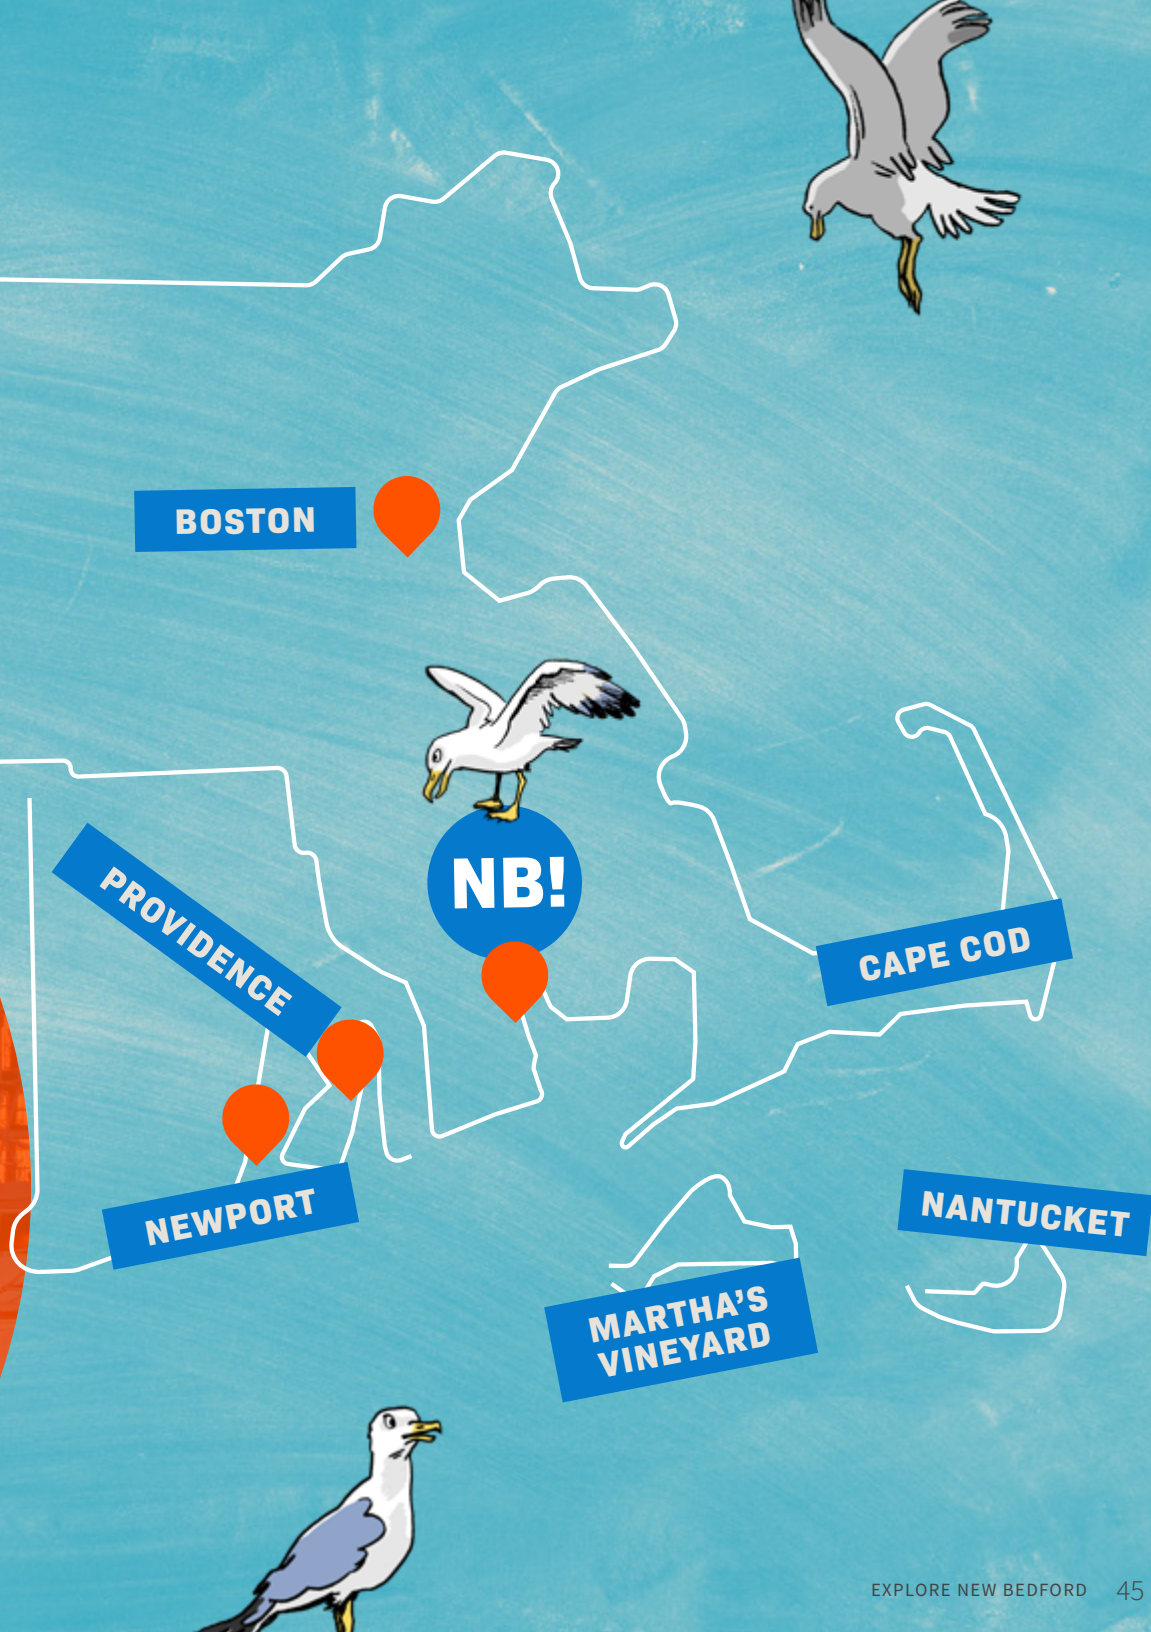 BOSTON
NB!
PROVIDENCE
CAPE COD
NEWPORT
NANTUCKET
MARTHA'S
VINEYARD
EXPLORE NEW BEDFORD 45